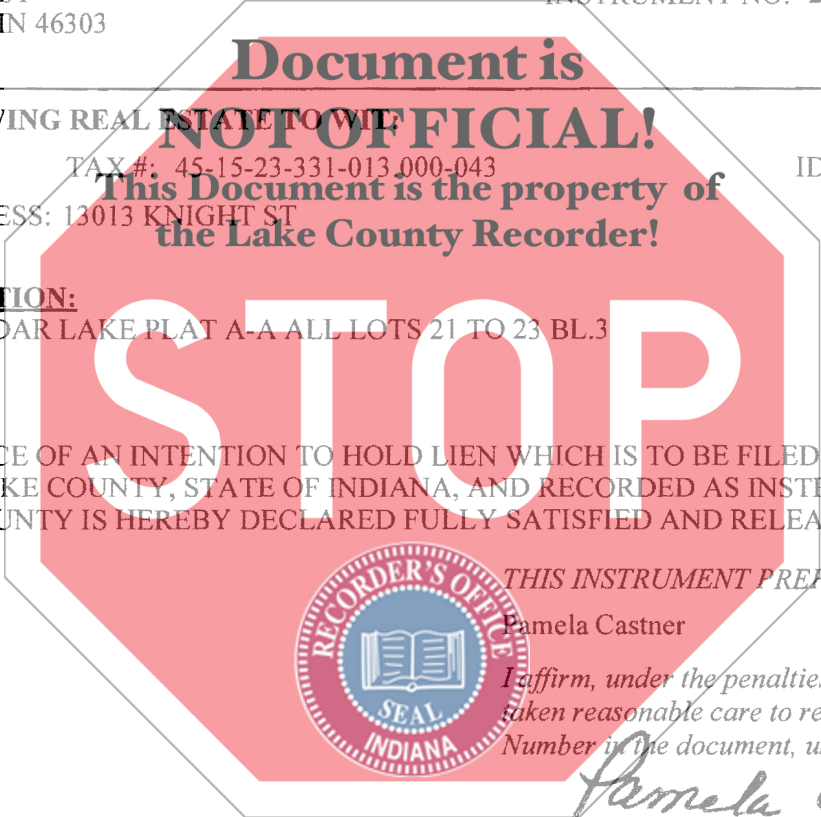 IN 46303
INSTRUMENT NO.
Document is
NOT OFFICIAL!
VING REAL ESTATE TO WIT:
TAX #: 45-15-23-331-013.000-043
ID
This Document is the property of
ESS: 13013 KNIGHT ST
the Lake County Recorder!
TION:
DAR LAKE PLAT A-A ALL LOTS 21 TO 23 BL.3
STOP
CE OF AN INTENTION TO HOLD LIEN WHICH IS TO BE FILED
KE COUNTY, STATE OF INDIANA, AND RECORDED AS INSTE
UNTY IS HEREBY DECLARED FULLY SATISFIED AND RELEA
THIS INSTRUMENT PREP
Pamela Castner
I affirm, under the penaltie
taken reasonable care to re
Number in the document, u
RECORDER'S OFFICE
SEAL
INDIANA
Pamela